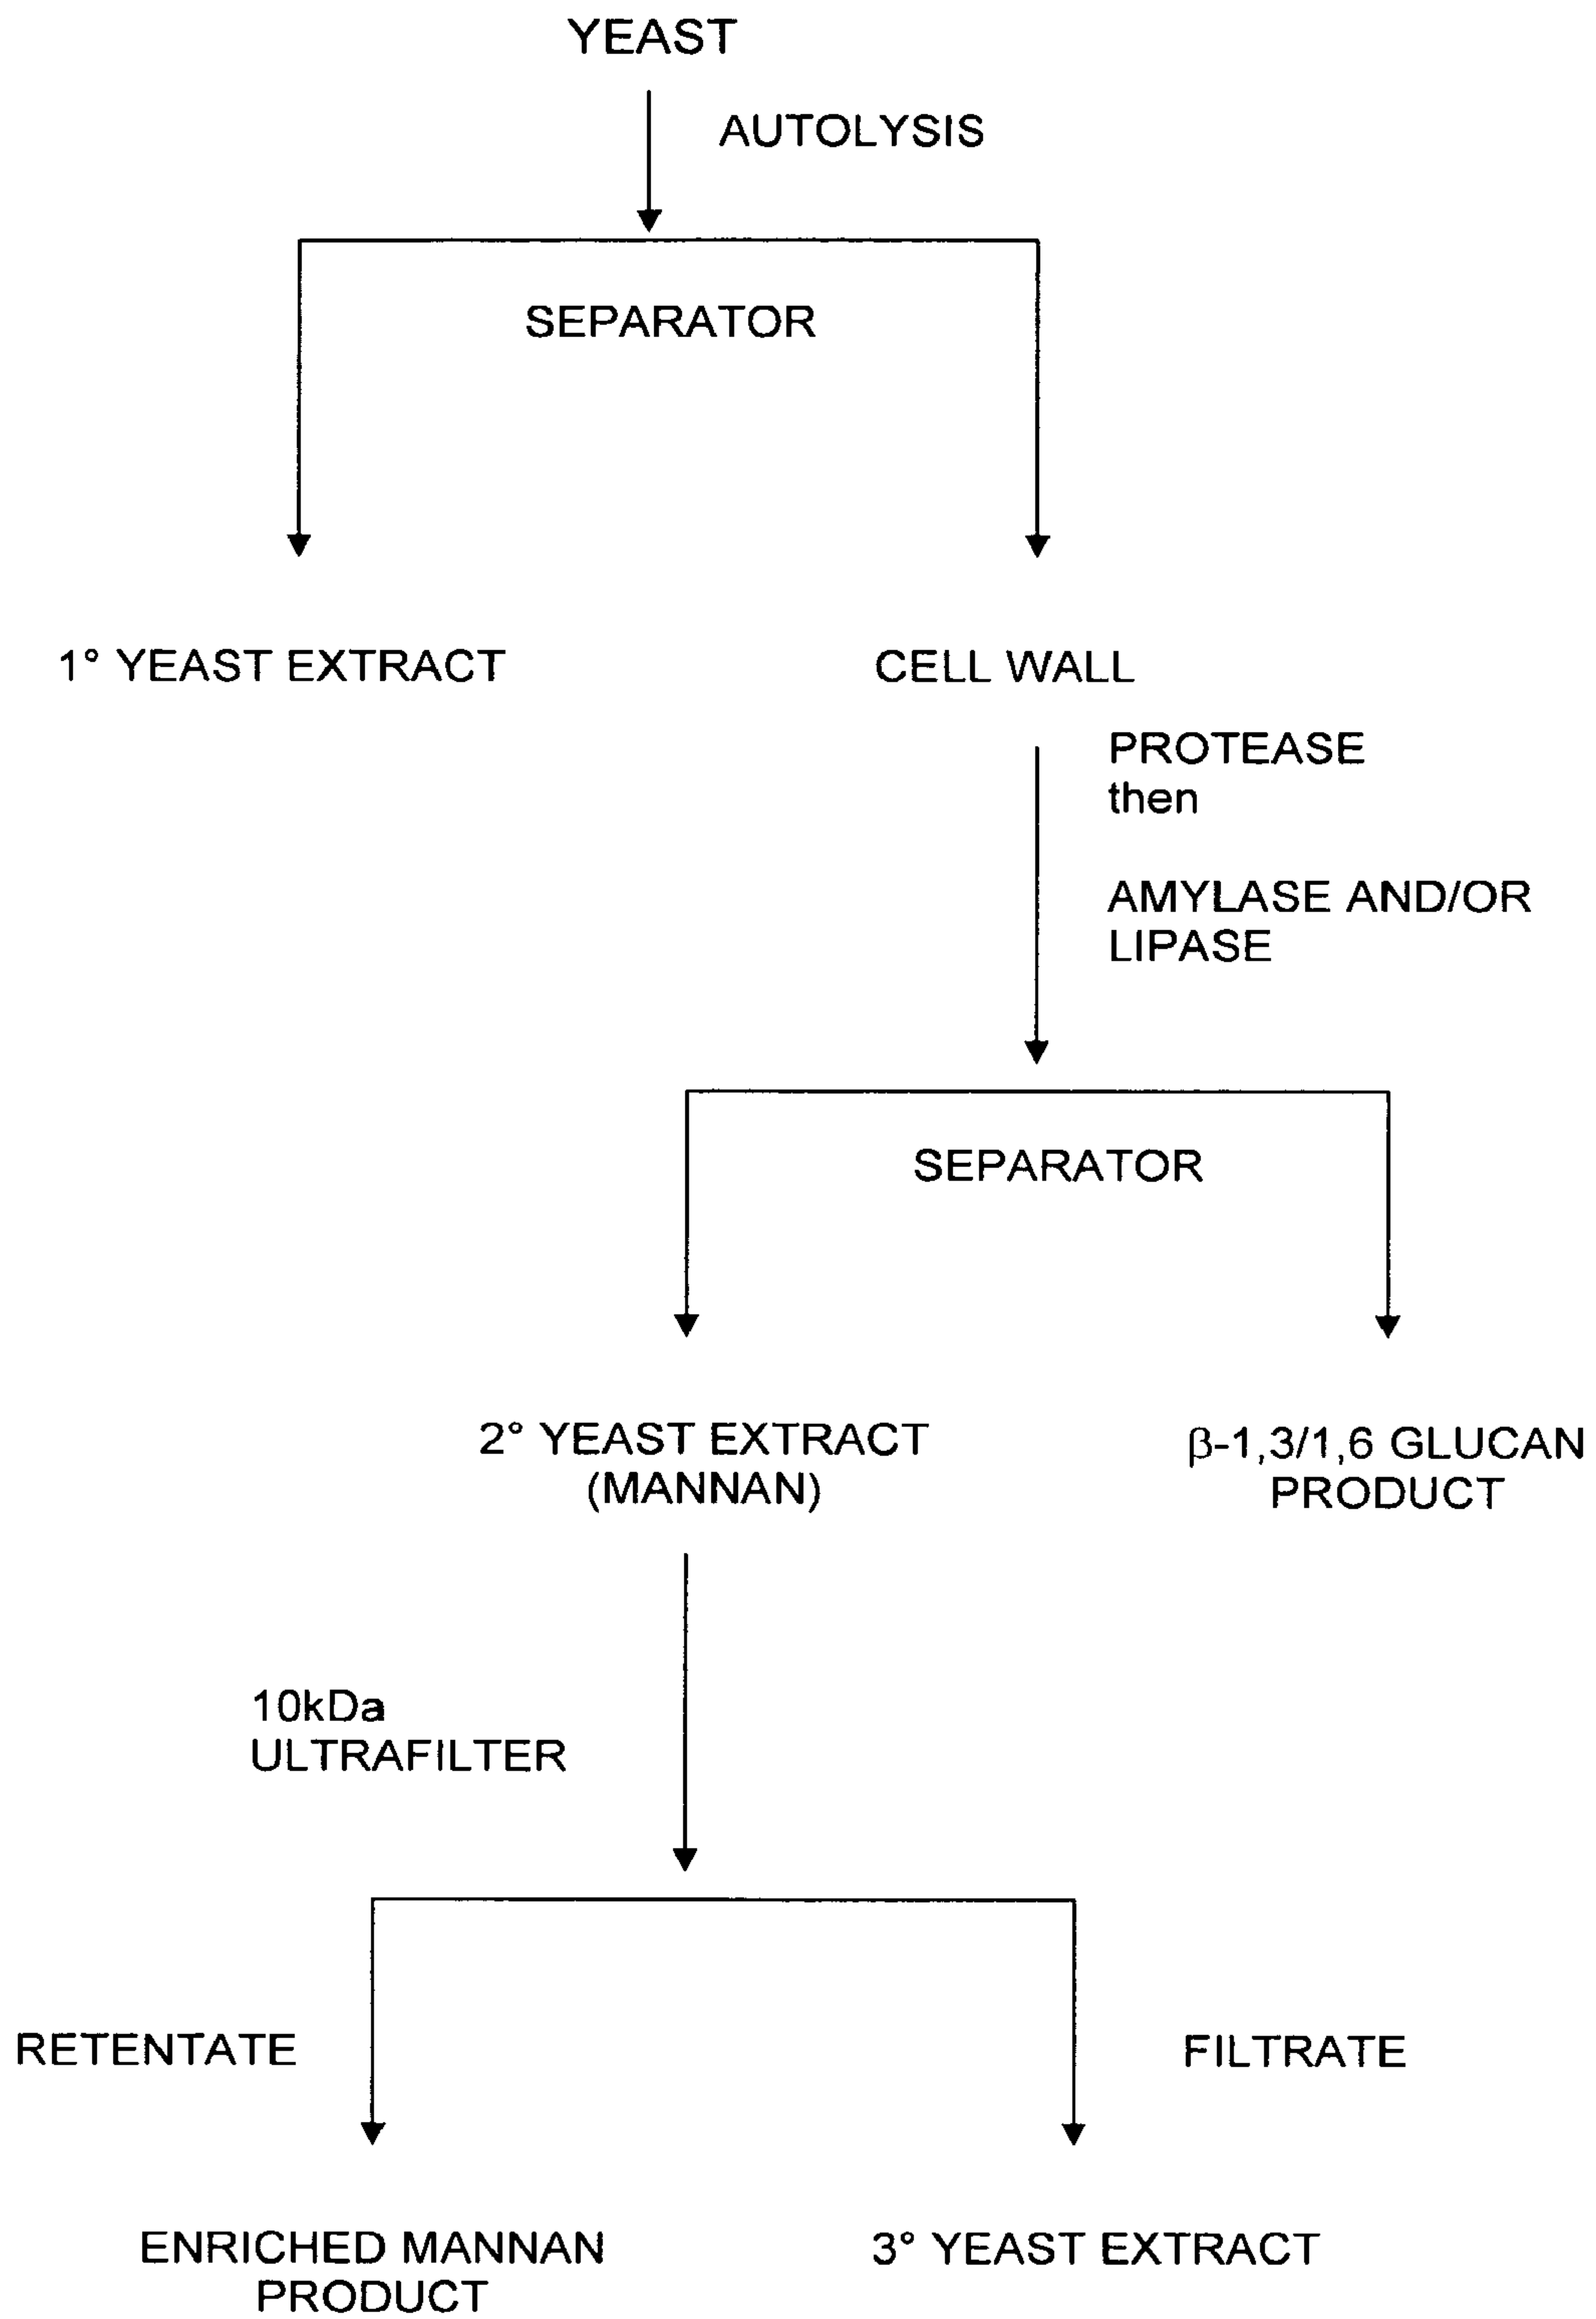 YEAST
AUTOLYSIS
SEPARATOR
1° YEAST EXTRACT
CELL WALL
PROTEASE
then
AMYLASE AND/OR
LIPASE
SEPARATOR
2° YEAST EXTRACT
(MANNAN)
β-1,3/1,6 GLUCAN
PRODUCT
10kDa
ULTRAFILTER
RETENTATE
FILTRATE
ENRICHED MANNAN
PRODUCT
3° YEAST EXTRACT